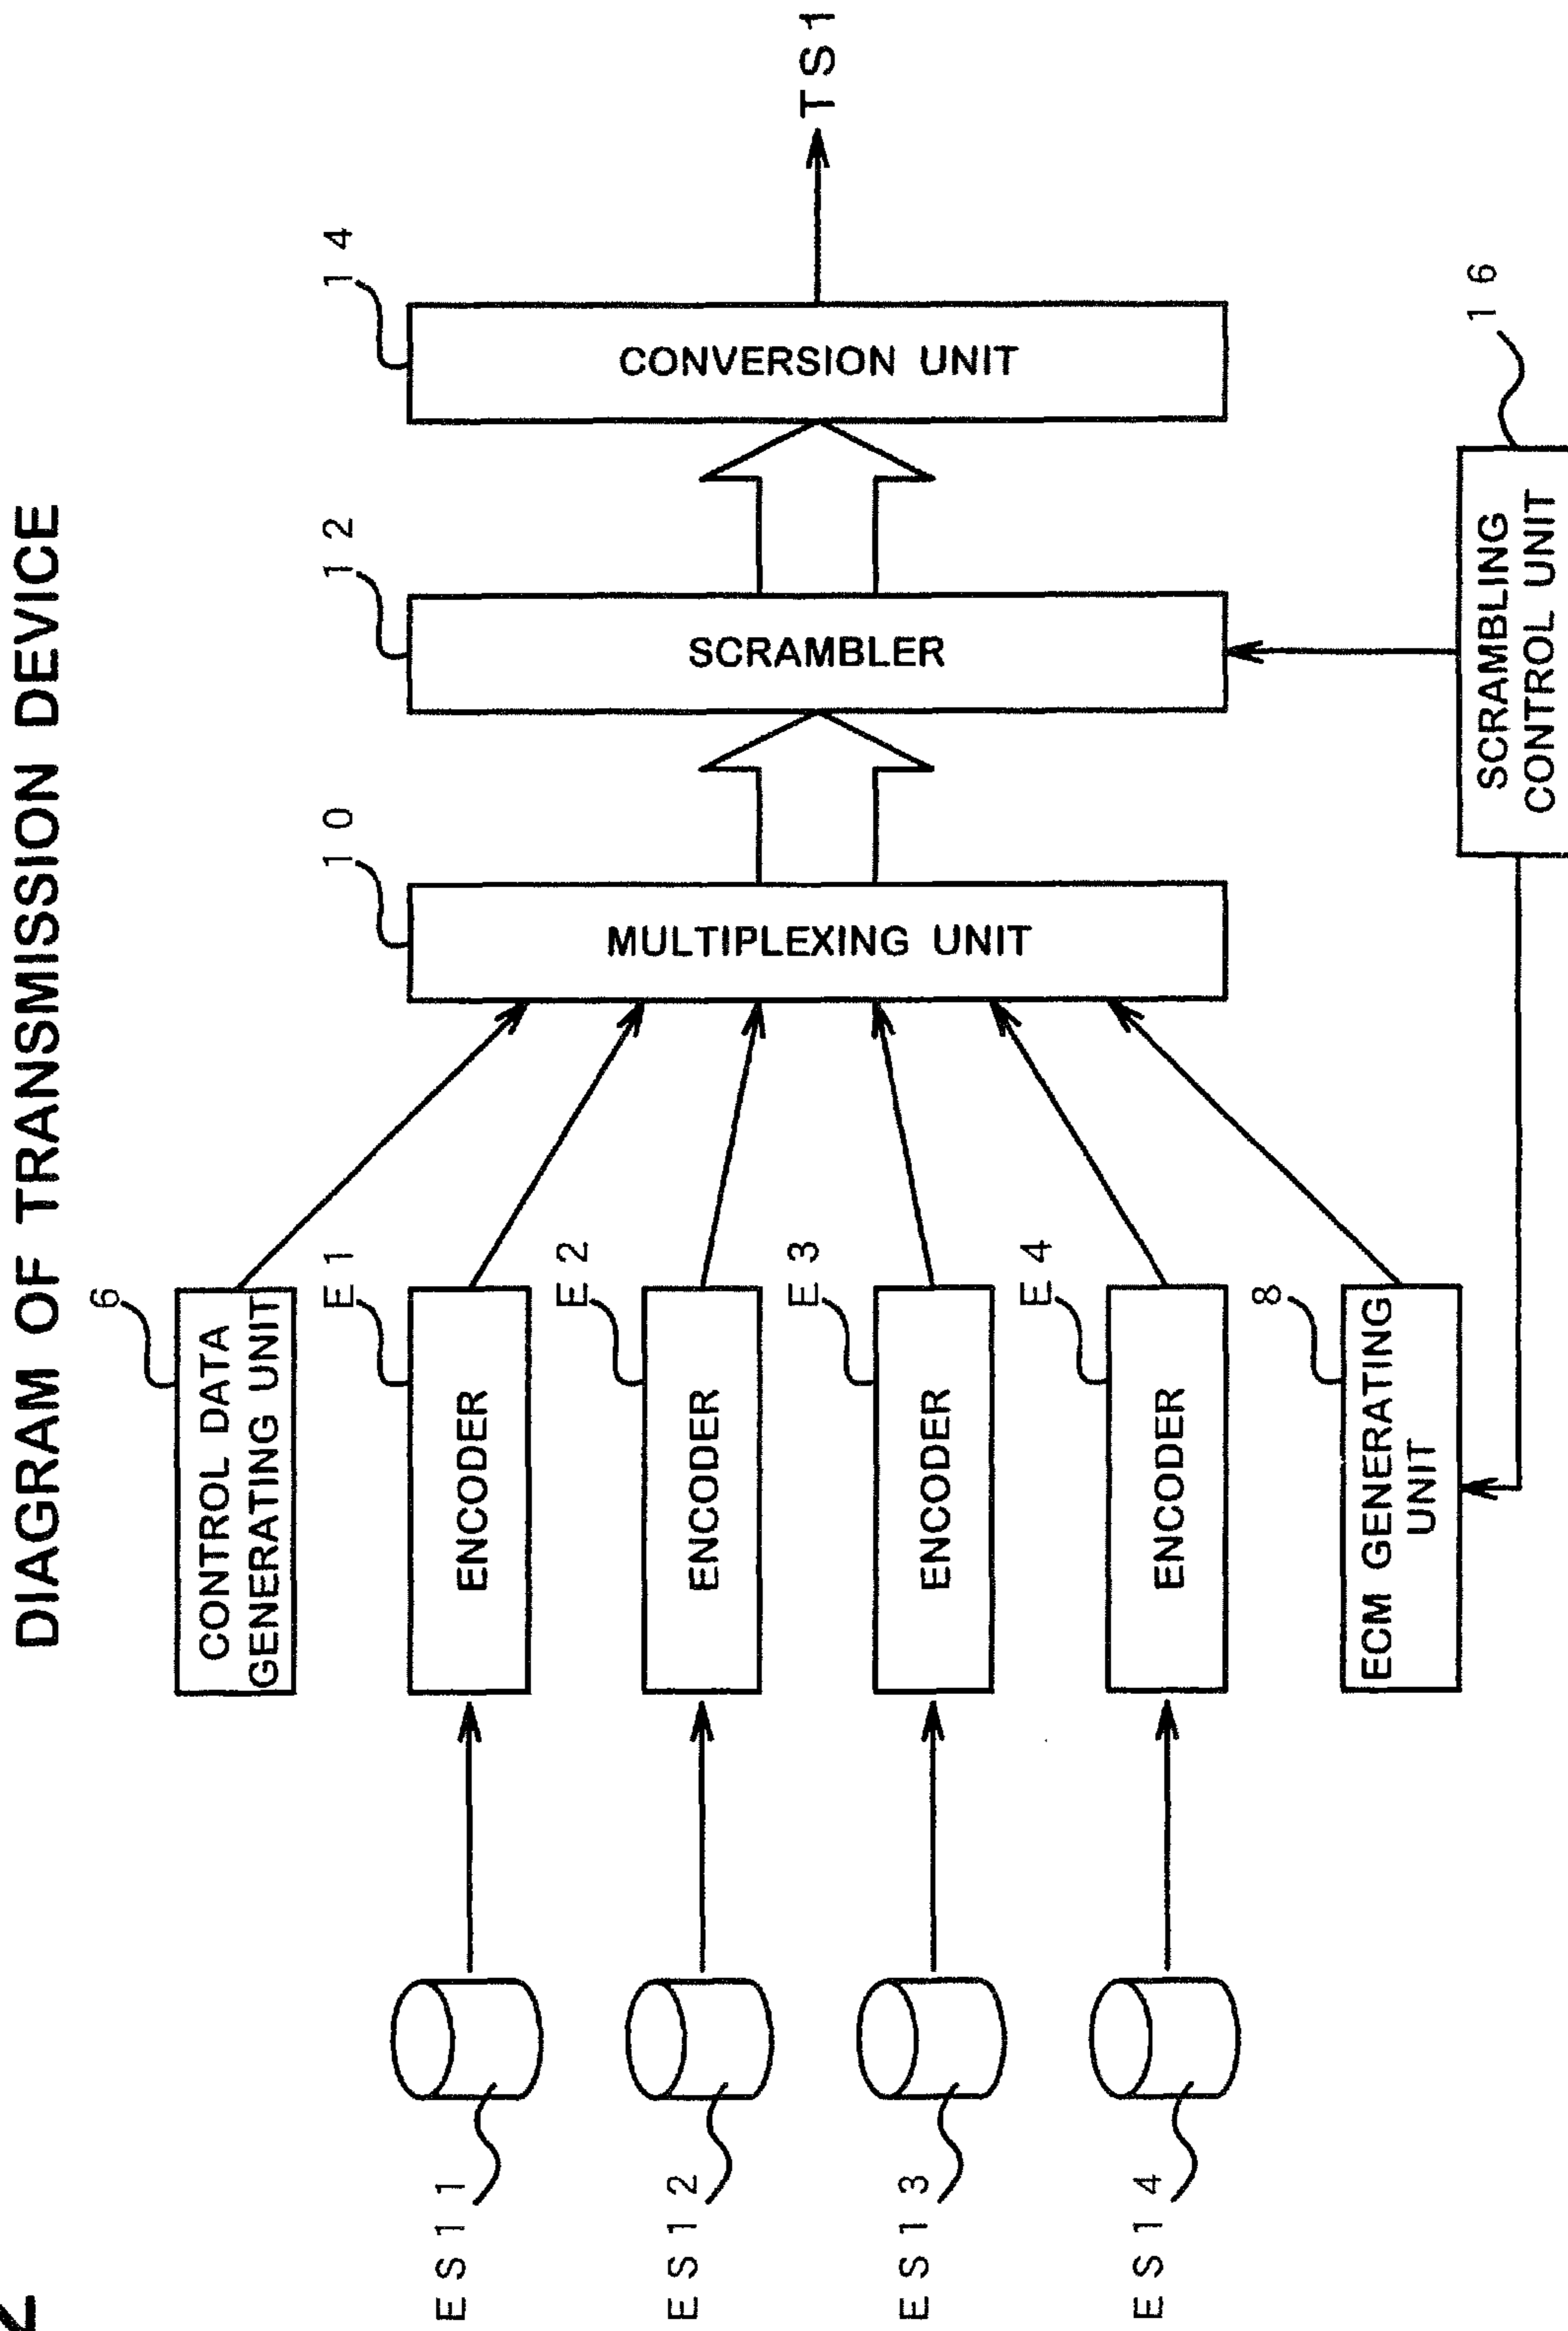 DIAGRAM OF TRANSMISSION DEVICE
6
CONTROL DATA
GENERATING UNIT
E1
ENCODER
E2
ENCODER
E3
ENCODER
E4
ENCODER
8
ECM GENERATING
UNIT
ES11
ES12
ES13
ES14
10
MULTIPLEXING UNIT
12
SCRAMBLER
14
CONVERSION UNIT
TS1
16
SCRAMBLING
CONTROL UNIT